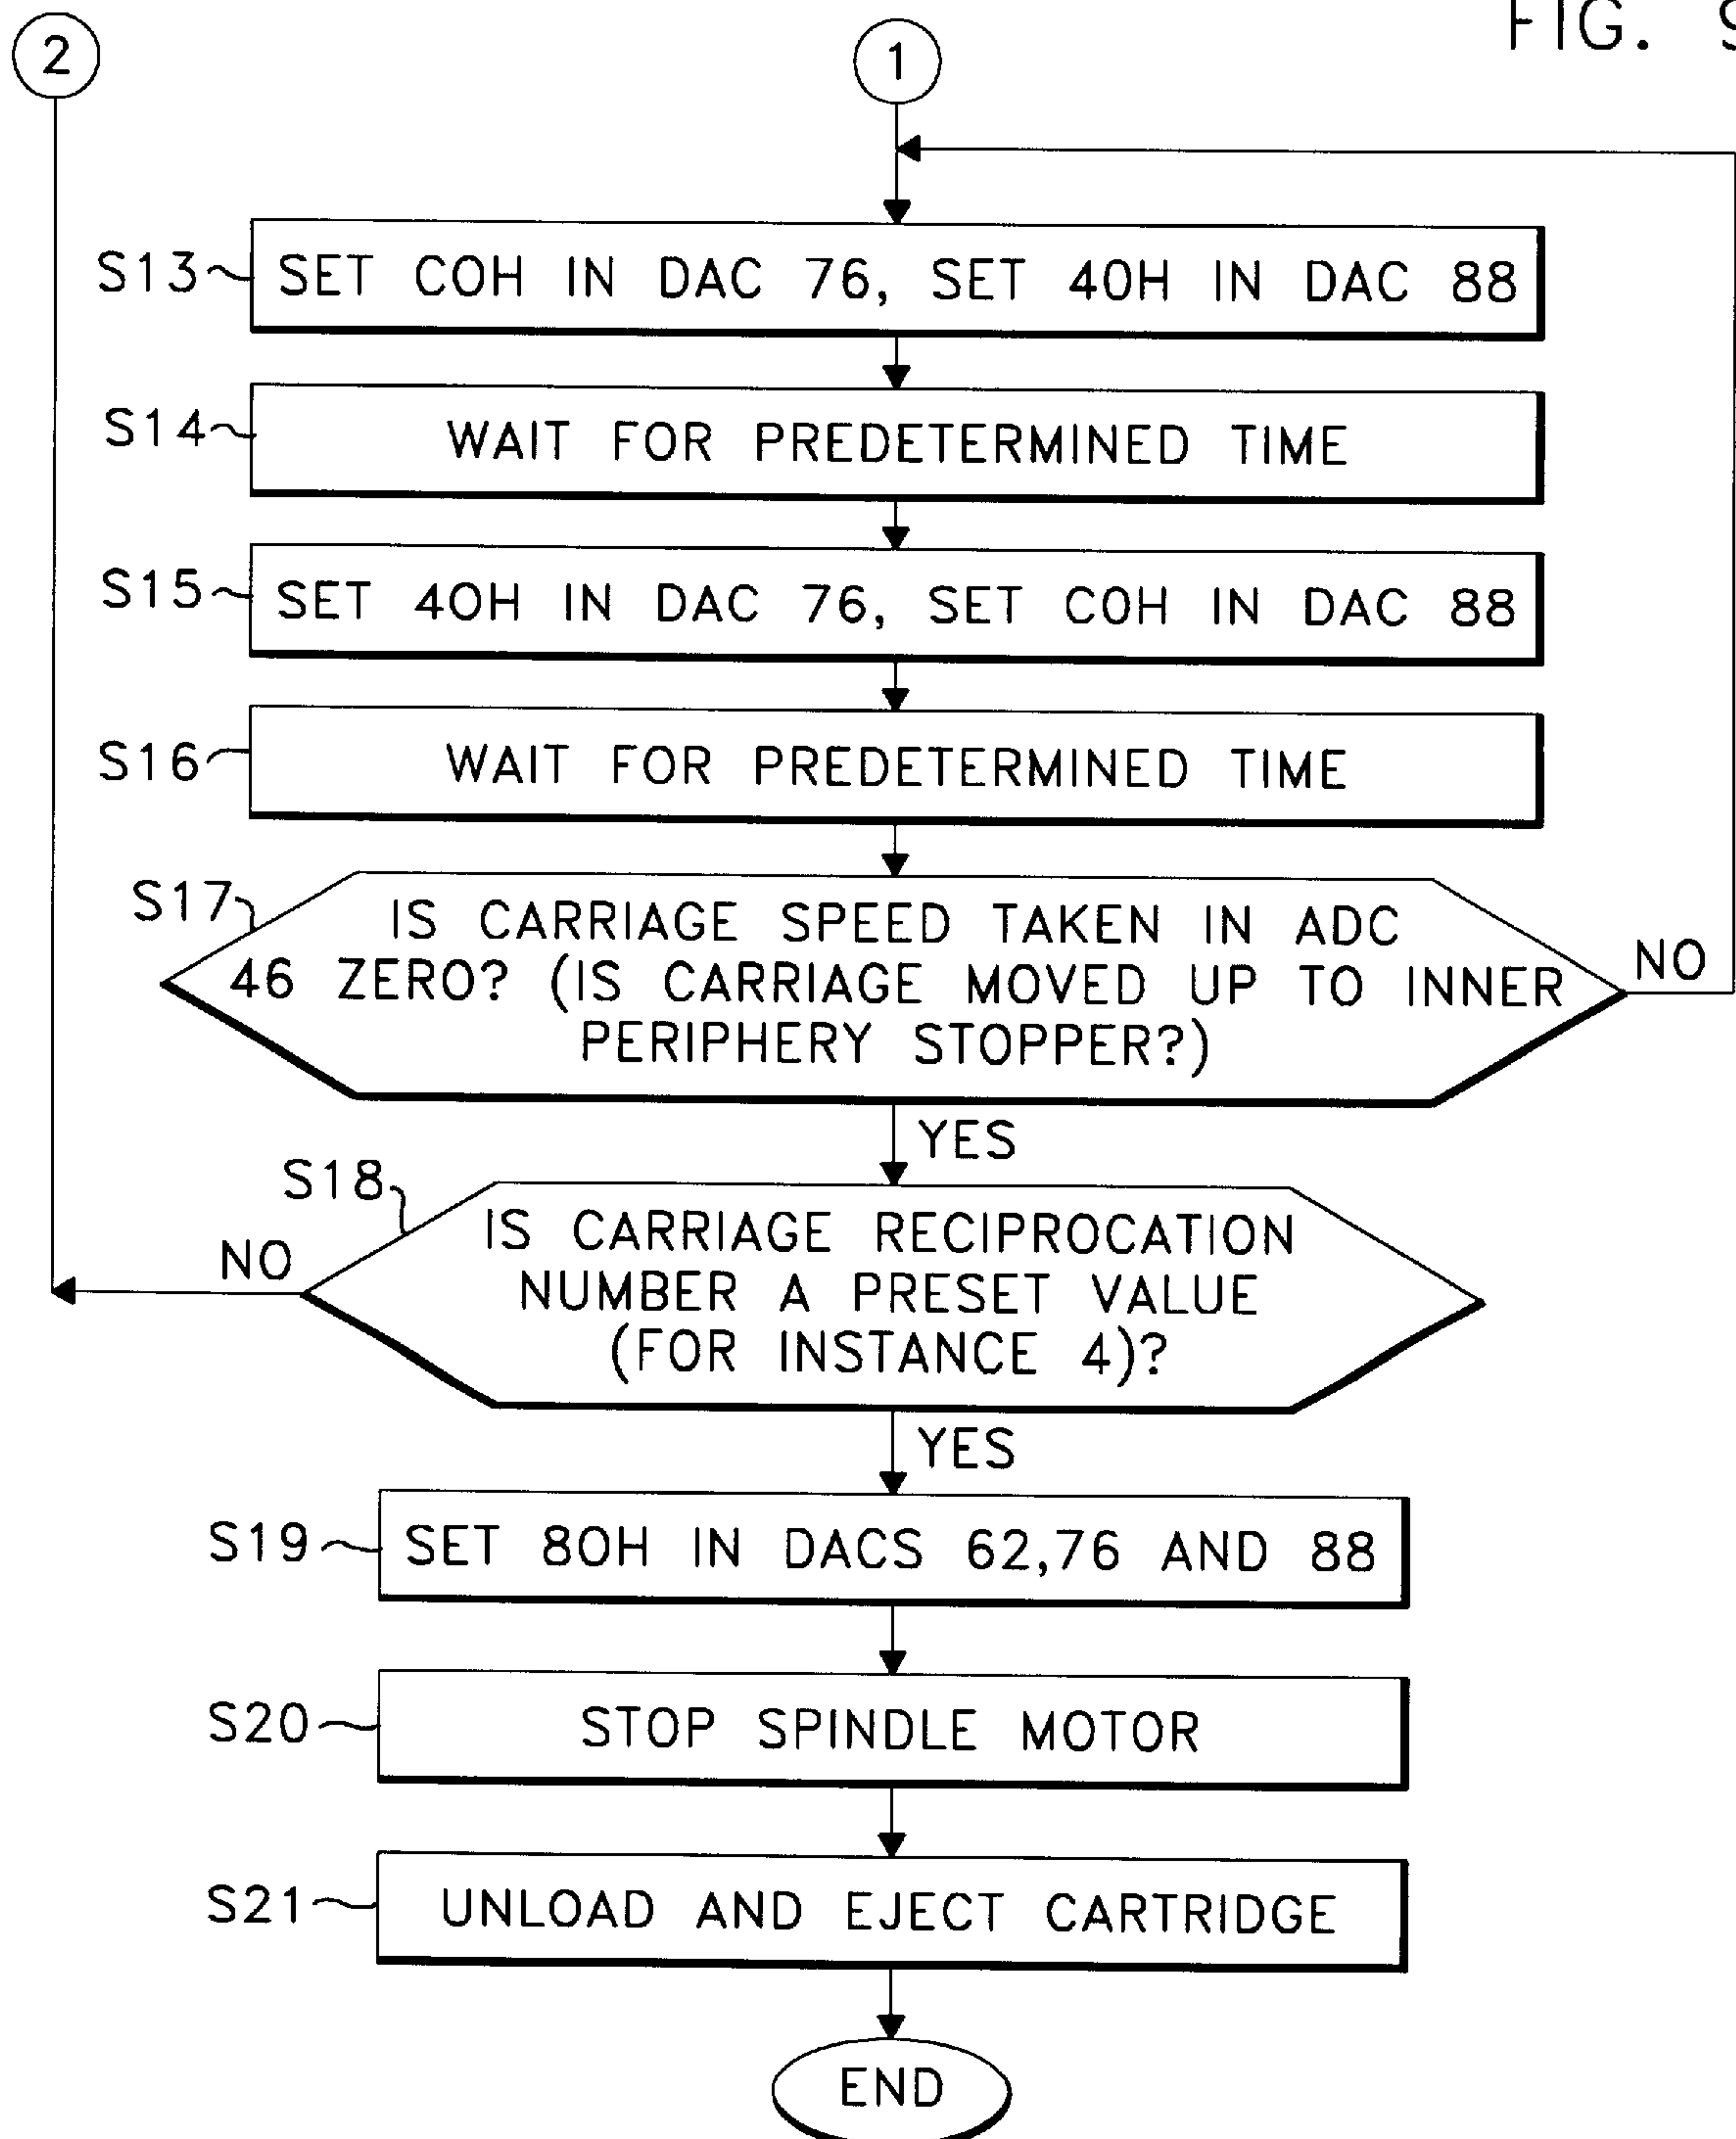 FIG. 9
2
1
S13
SET C0H IN DAC 76, SET 40H IN DAC 88
S14
WAIT FOR PREDETERMINED TIME
S15
SET 40H IN DAC 76, SET C0H IN DAC 88
S16
WAIT FOR PREDETERMINED TIME
S17
IS CARRIAGE SPEED TAKEN IN ADC
46 ZERO? (IS CARRIAGE MOVED UP TO INNER
PERIPHERY STOPPER?)
NO
YES
S18
IS CARRIAGE RECIPROCATION
NUMBER A PRESET VALUE
(FOR INSTANCE 4)?
NO
YES
S19
SET 80H IN DACS 62,76 AND 88
S20
STOP SPINDLE MOTOR
S21
UNLOAD AND EJECT CARTRIDGE
END